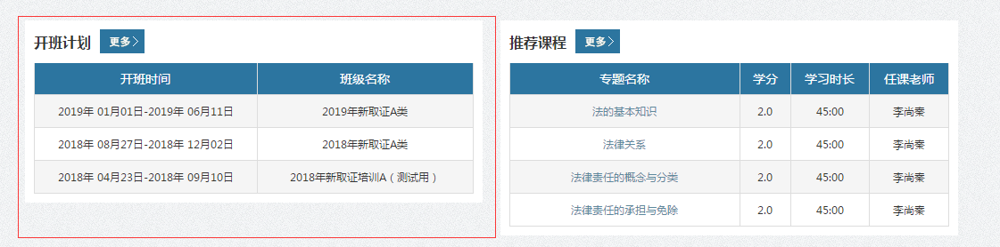 开班计划 更多
开班时间 班级名称
2019年 01月01日-2019年 06月11日 2019年新取证A类
2018年 08月27日-2018年 12月02日 2018年新取证A类
2018年 04月23日-2018年 09月10日 2018年新取证培训A（测试用）
推荐课程 更多
专题名称 学分 学习时长 任课老师
法的基本知识 2.0 45:00 李尚秦
法律关系 2.0 45:00 李尚秦
法律责任的概念与分类 2.0 45:00 李尚秦
法律责任的承担与免除 2.0 45:00 李尚秦